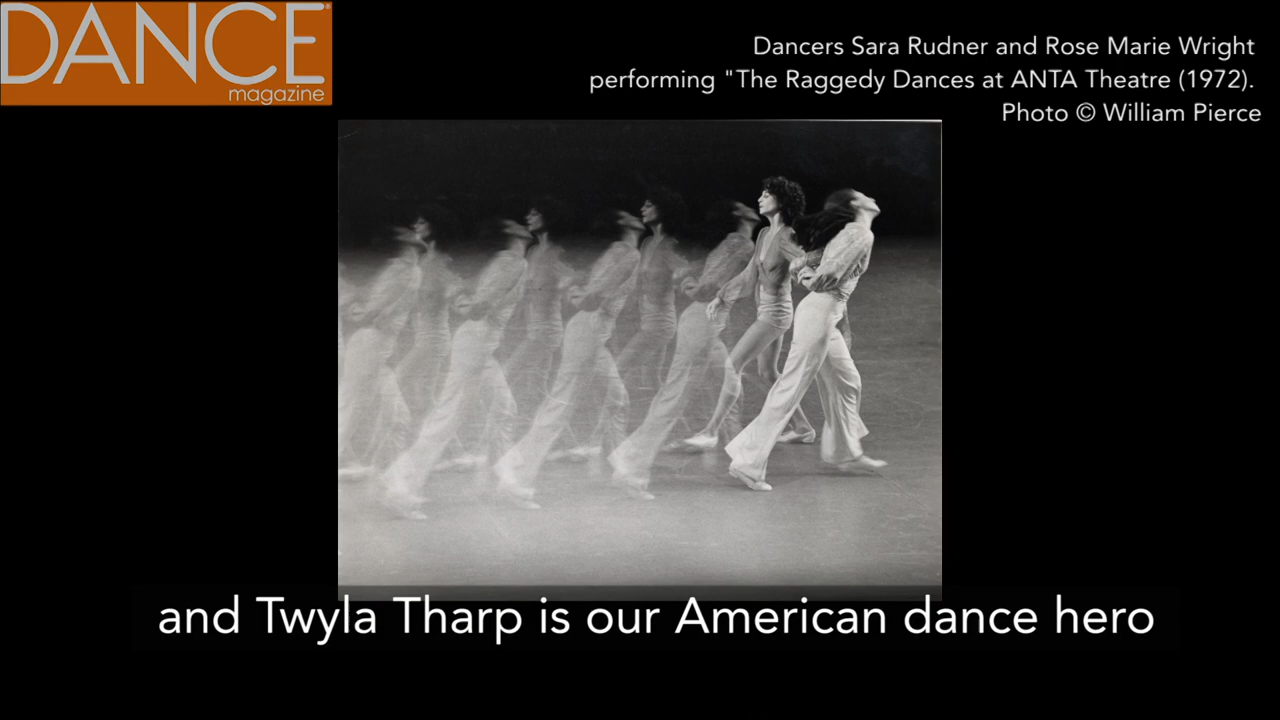 DANCE
magazine
Dancers Sara Rudner and Rose Marie Wright
performing "The Raggedy Dances at ANTA Theatre (1972).
Photo © William Pierce
and Twyla Tharp is our American dance hero